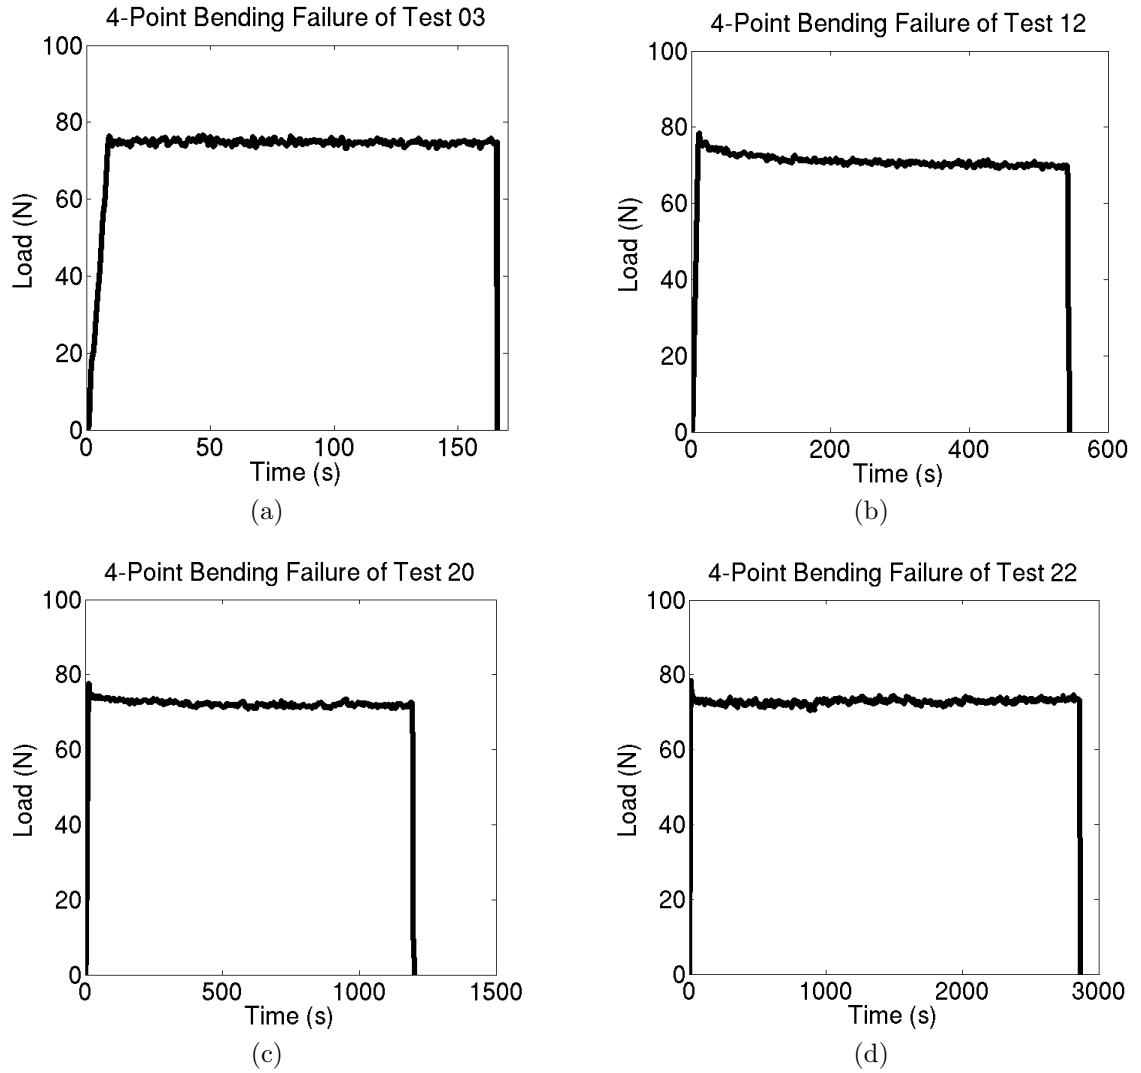 4-Point Bending Failure of Test 03
100
80
60
40
20
0
Load (N)
0 50 100 150
Time (s)
(a)
4-Point Bending Failure of Test 12
100
80
60
40
20
0
Load (N)
0 200 400 600
Time (s)
(b)
4-Point Bending Failure of Test 20
100
80
60
40
20
0
Load (N)
0 500 1000 1500
Time (s)
(c)
4-Point Bending Failure of Test 22
100
80
60
40
20
0
Load (N)
0 1000 2000 3000
Time (s)
(d)